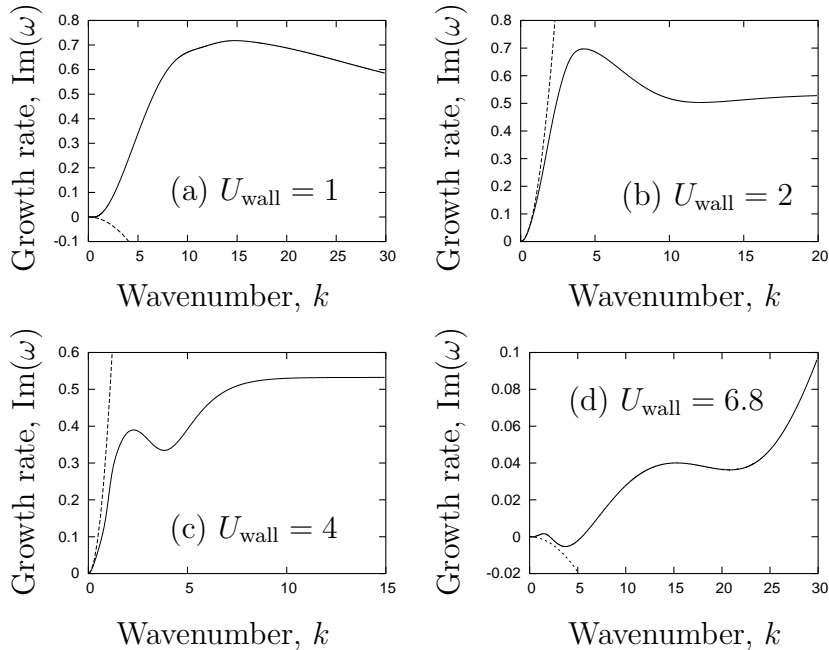 Growth rate, Im(ω)
0.8
0.7
0.6
0.5
0.4
0.3
0.2
0.1
0
-0.1
0 5 10 15 20 25 30
(a) U_wall = 1
Wavenumber, k
Growth rate, Im(ω)
0.8
0.7
0.6
0.5
0.4
0.3
0.2
0.1
0
0 5 10 15 20
(b) U_wall = 2
Wavenumber, k
Growth rate, Im(ω)
0.6
0.5
0.4
0.3
0.2
0.1
0
0 5 10 15
(c) U_wall = 4
Wavenumber, k
Growth rate, Im(ω)
0.1
0.08
0.06
0.04
0.02
0
-0.02
0 5 10 15 20 25 30
(d) U_wall = 6.8
Wavenumber, k